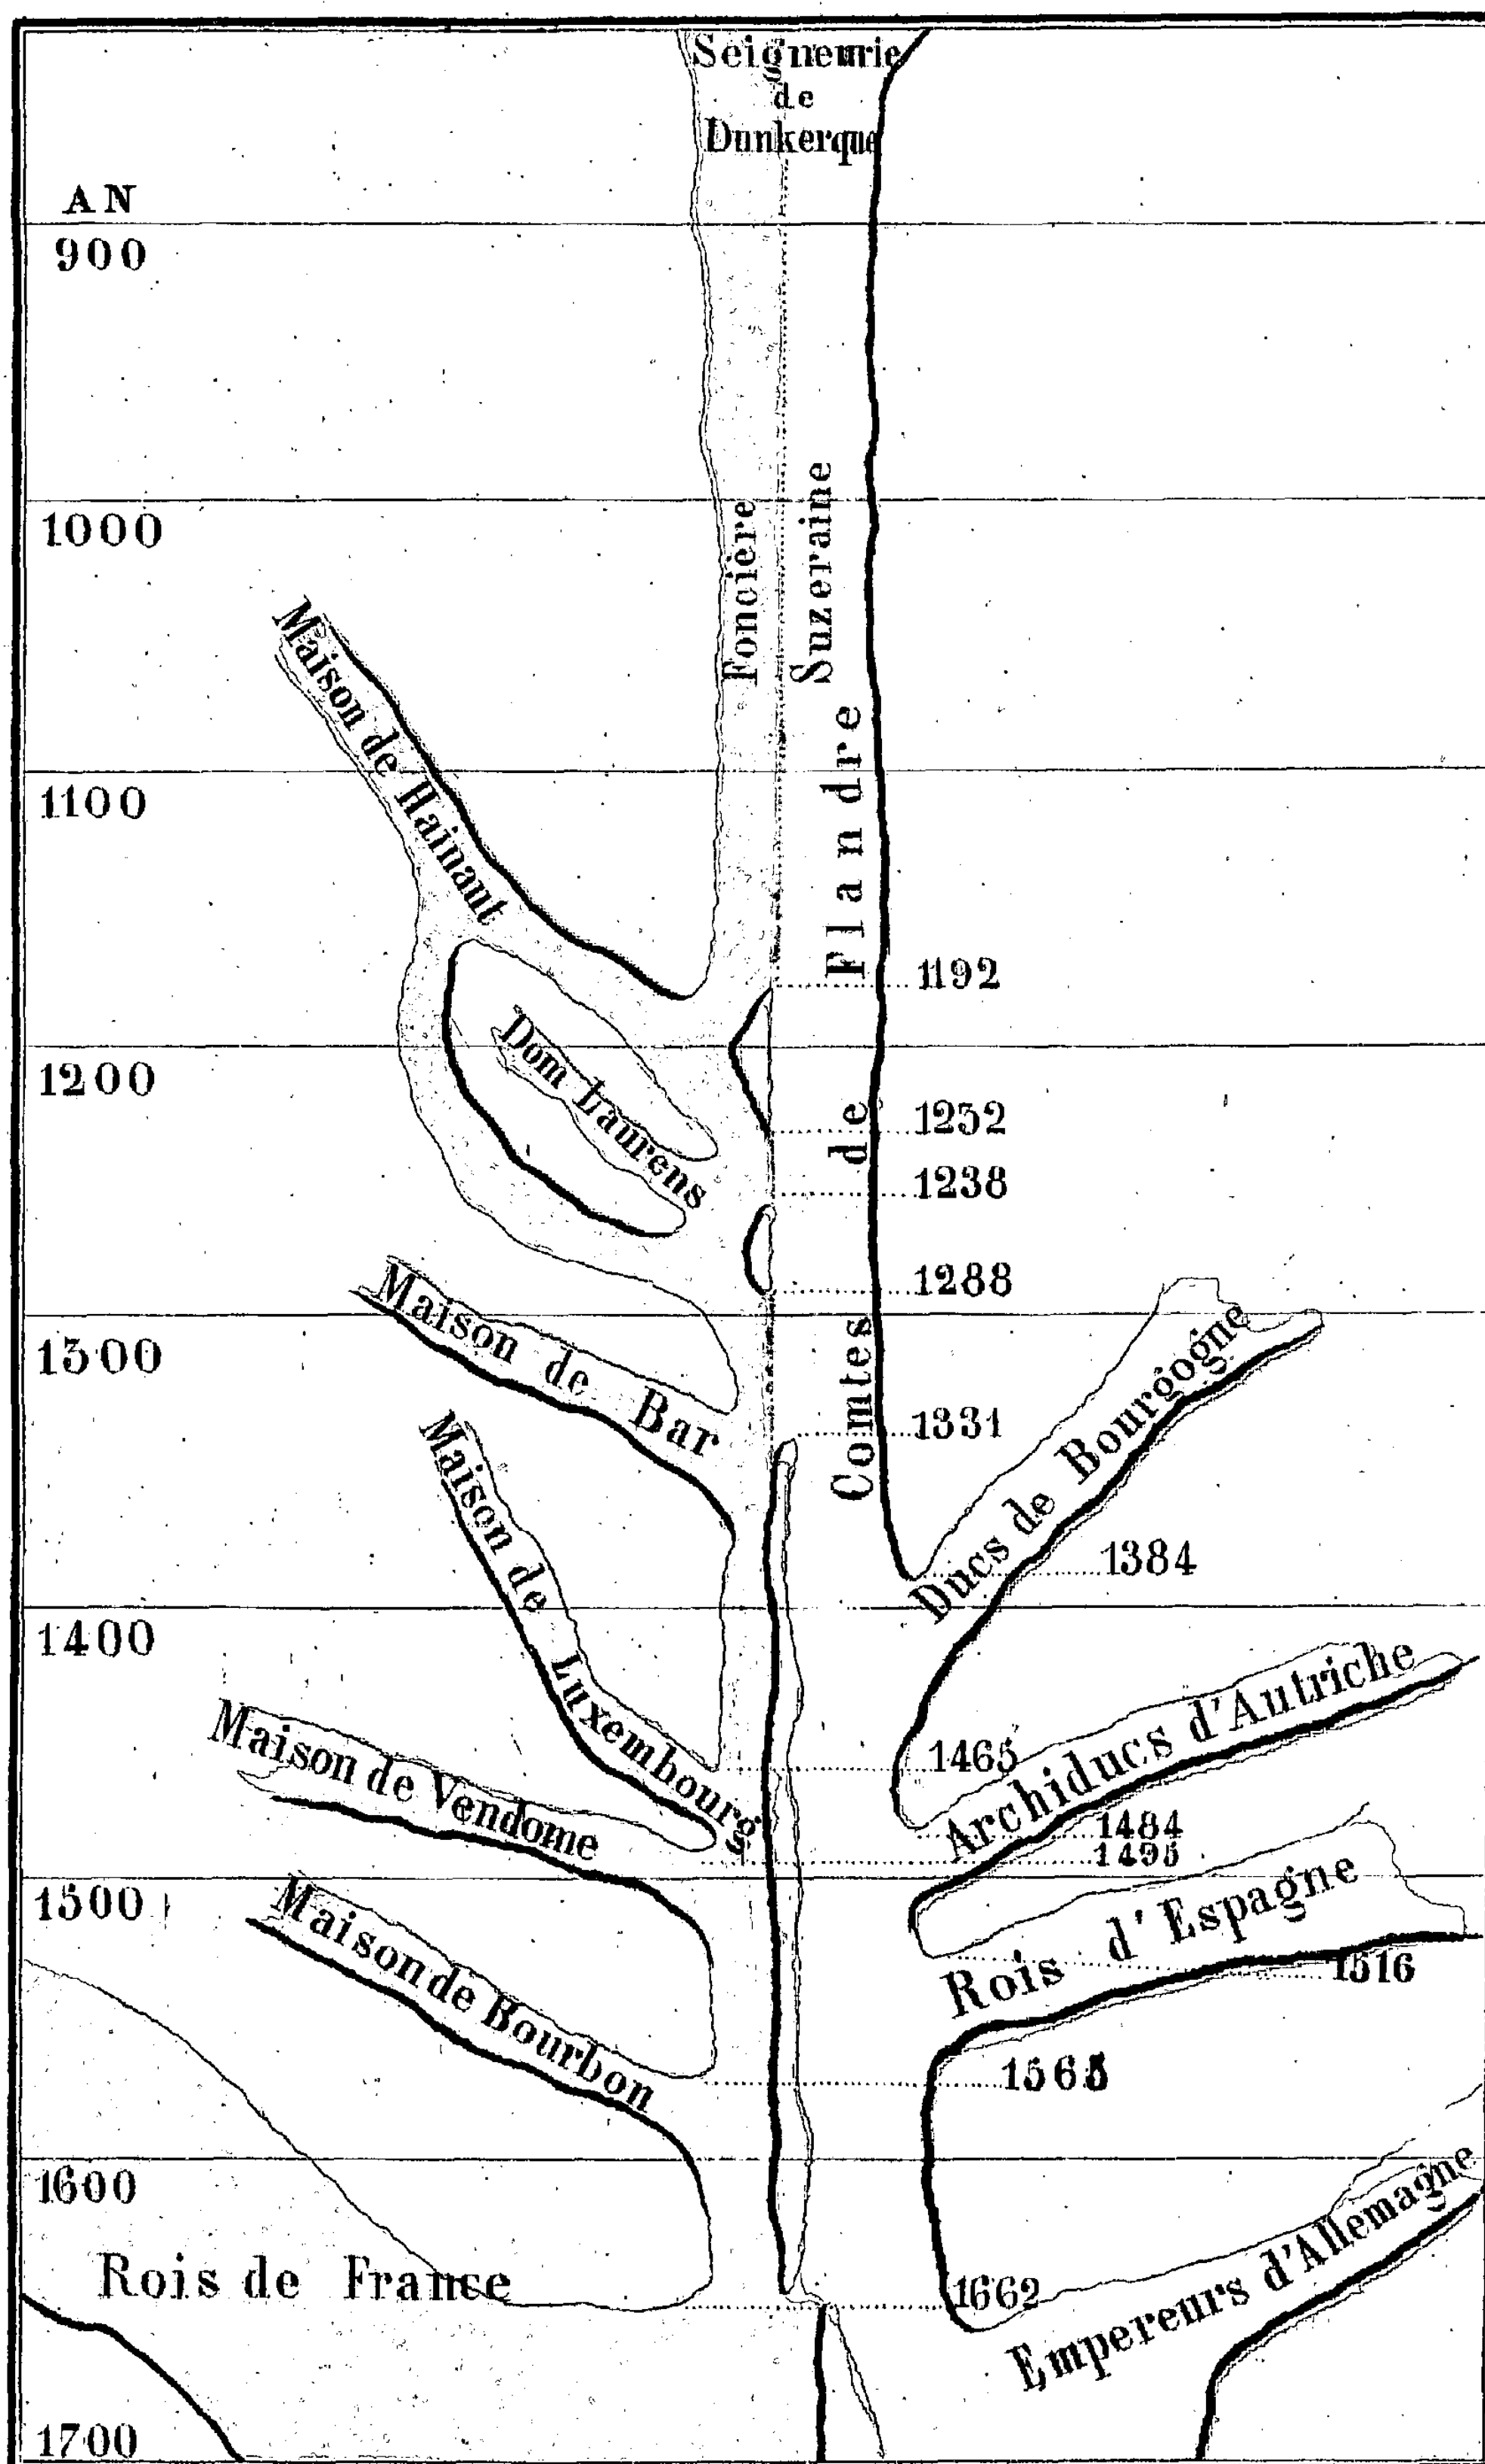 Seigneurie
de
Dunkerque
AN
900
1000
Foncière
Suzeraine
Maison de Hainaut
1100
Comtes de Flandre
1192
1200
Dom Laurens
1232
1238
1288
Maison de Bar
1300
Ducs de Bourgogne
1331
Maison de Luxembourg
1384
1400
Archiducs d'Autriche
Maison de Vendome
1465
1484
1495
1500
Rois d'Espagne
Maison de Bourbon
1516
1565
1600
Empereurs d'Allemagne
Rois de France
1662
1700